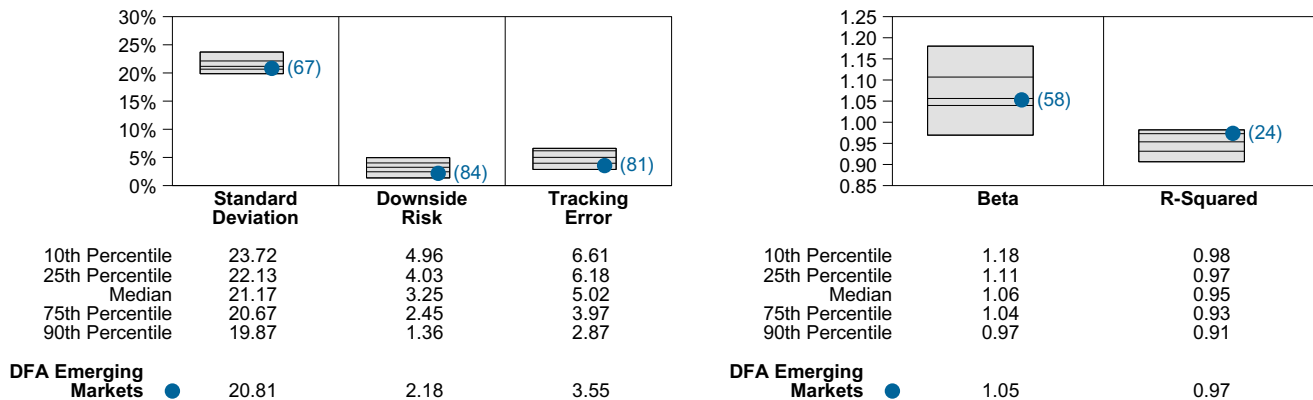 30%
25%
20%
15%
10%
5%
0%
(67)
(84)
(81)
Standard
Deviation
Downside
Risk
Tracking
Error
10th Percentile 23.72 4.96 6.61
25th Percentile 22.13 4.03 6.18
Median 21.17 3.25 5.02
75th Percentile 20.67 2.45 3.97
90th Percentile 19.87 1.36 2.87
DFA Emerging
Markets 20.81 2.18 3.55
1.25
1.20
1.15
1.10
1.05
1.00
0.95
0.90
0.85
(58)
(24)
Beta R-Squared
10th Percentile 1.18 0.98
25th Percentile 1.11 0.97
Median 1.06 0.95
75th Percentile 1.04 0.93
90th Percentile 0.97 0.91
DFA Emerging
Markets 1.05 0.97